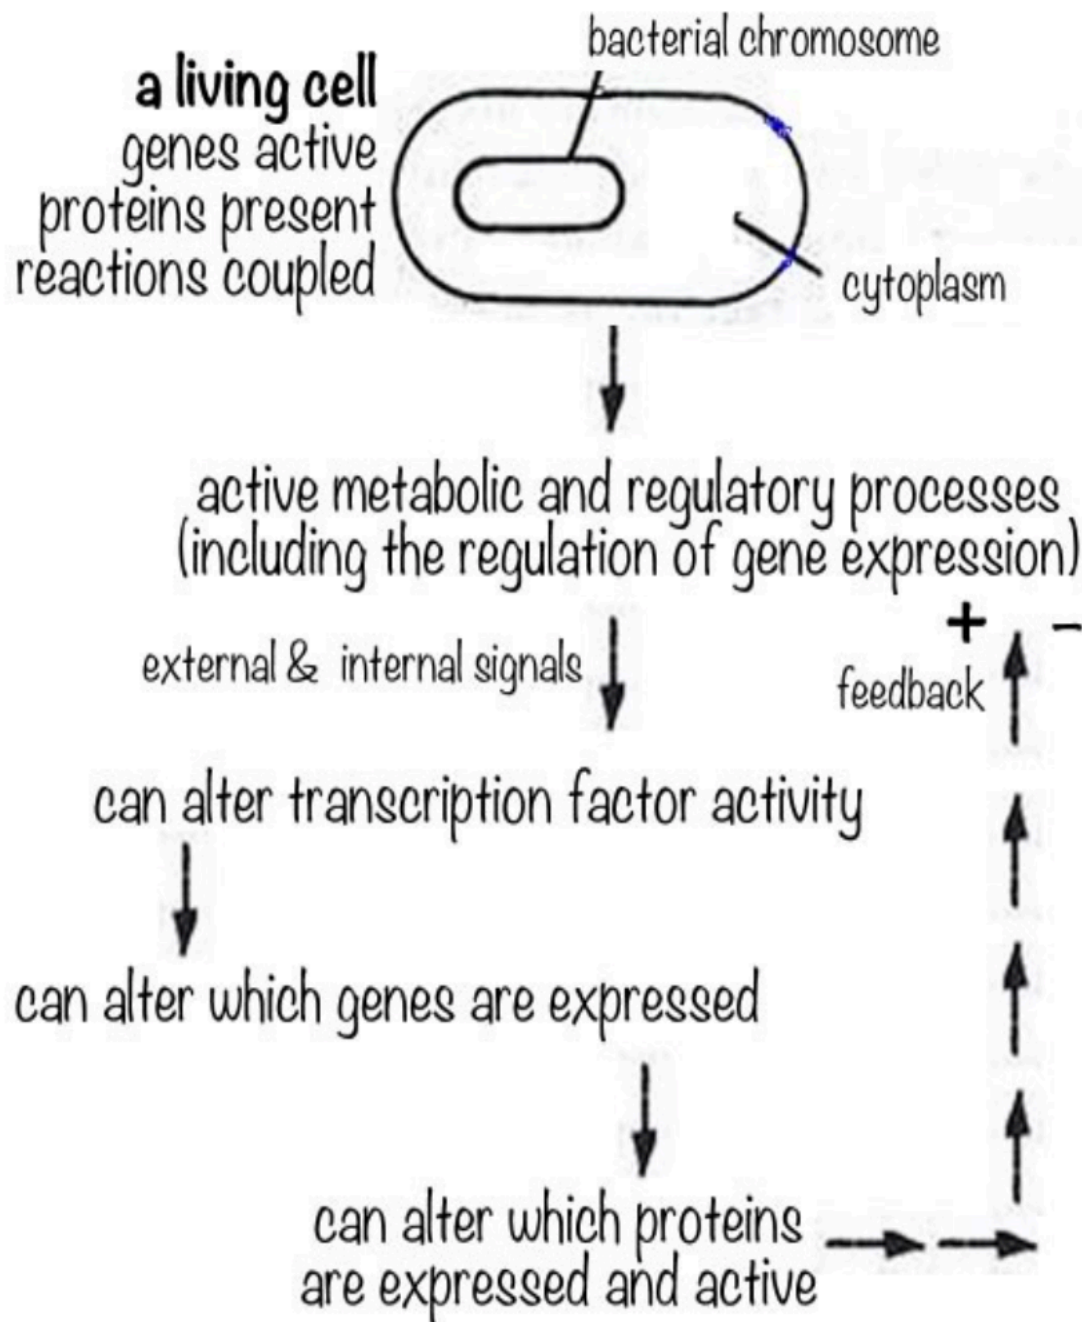 bacterial chromosome
a living cell
genes active
proteins present
reactions coupled
cytoplasm
active metabolic and regulatory processes
(including the regulation of gene expression)
+ −
external & internal signals
feedback
can alter transcription factor activity
can alter which genes are expressed
can alter which proteins
are expressed and active